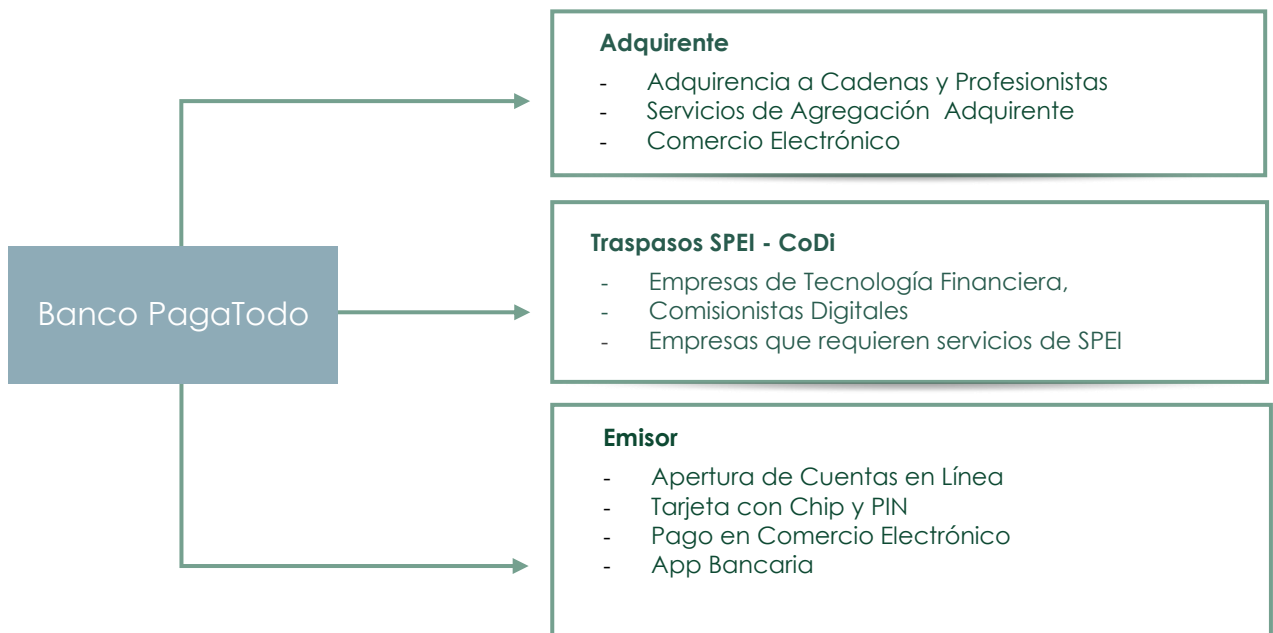 Banco PagaTodo
Adquirente
- Adquirencia a Cadenas y Profesionistas
- Servicios de Agregación Adquirente
- Comercio Electrónico
Traspasos SPEI - CoDi
- Empresas de Tecnología Financiera,
- Comisionistas Digitales
- Empresas que requieren servicios de SPEI
Emisor
- Apertura de Cuentas en Línea
- Tarjeta con Chip y PIN
- Pago en Comercio Electrónico
- App Bancaria